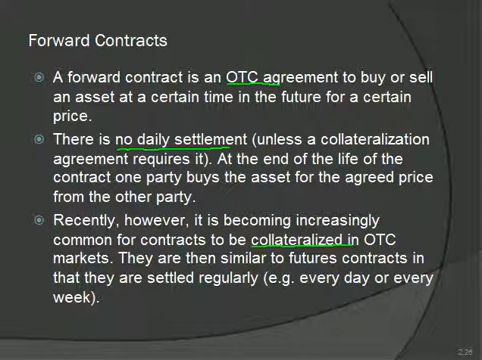 Forward Contracts
A forward contract is an OTC agreement to buy or sell
an asset at a certain time in the future for a certain
price.
There is no daily settlement (unless a collateralization
agreement requires it). At the end of the life of the
contract one party buys the asset for the agreed price
from the other party.
Recently, however, it is becoming increasingly
common for contracts to be collateralized in OTC
markets. They are then similar to futures contracts in
that they are settled regularly (e.g. every day or every
week).
2.26